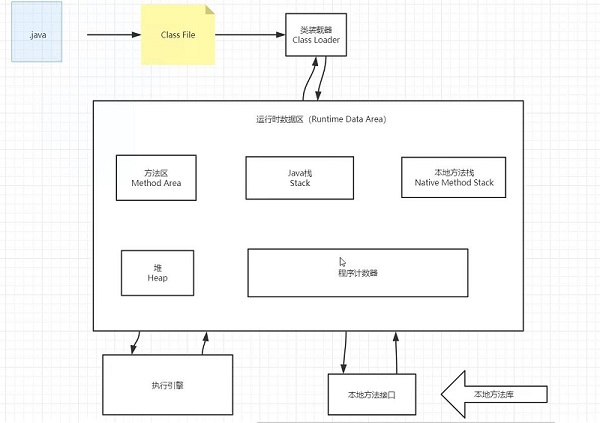 .java
Class File
类装载器
Class Loader
运行时数据区（Runtime Data Area）
方法区
Method Area
Java栈
Stack
本地方法栈
Native Method Stack
堆
Heap
程序计数器
执行引擎
本地方法接口
本地方法库